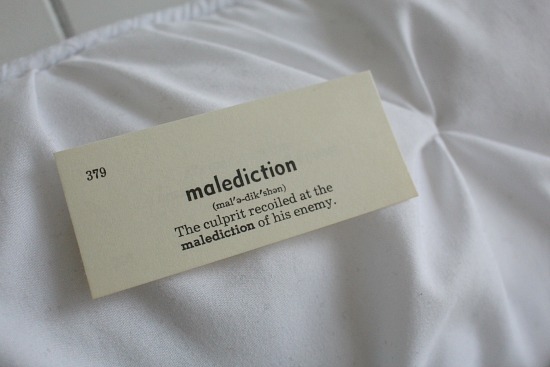 379
malediction
(mal′ə-dik′shən)
The culprit recoiled at the
malediction of his enemy.